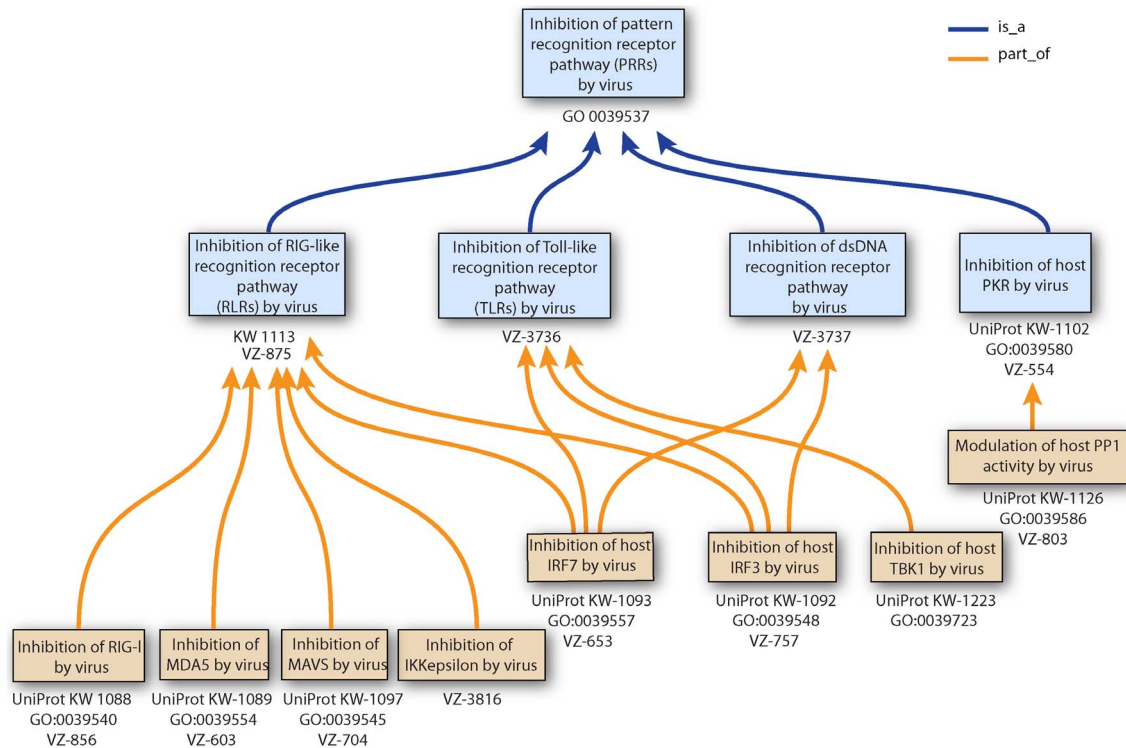 Inhibition of pattern
recognition receptor
pathway (PRRs)
by virus
GO 0039537
is_a
part_of
Inhibition of RIG-like
recognition receptor
pathway
(RLRs) by virus
KW 1113
VZ-875
Inhibition of Toll-like
recognition receptor
pathway
(TLRs) by virus
VZ-3736
Inhibition of dsDNA
recognition receptor
pathway
by virus
VZ-3737
Inhibition of host
PKR by virus
UniProt KW-1102
GO:0039580
VZ-554
Modulation of host PP1
activity by virus
UniProt KW-1126
GO:0039586
VZ-803
Inhibition of host
IRF7 by virus
UniProt KW-1093
GO:0039557
VZ-653
Inhibition of host
IRF3 by virus
UniProt KW-1092
GO:0039548
VZ-757
Inhibition of host
TBK1 by virus
UniProt KW-1223
GO:0039723
Inhibition of RIG-I
by virus
UniProt KW 1088
GO:0039540
VZ-856
Inhibition of
MDA5 by virus
UniProt KW-1089
GO:0039554
VZ-603
Inhibition of
MAVS by virus
UniProt KW-1097
GO:0039545
VZ-704
Inhibition of
IKKepsilon by virus
VZ-3816